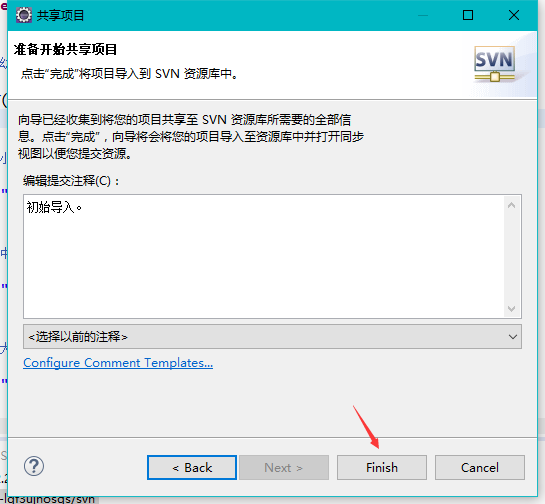 共享项目
准备开始共享项目
点击“完成”将项目导入到 SVN 资源库中。
SVN
向导已经收集到将您的项目共享至 SVN 资源库所需要的全部信
息。点击“完成”，向导将会将您的项目导入至资源库中并打开同步
视图以便您提交资源。
编辑提交注释(C)：
初始导入。
<选择以前的注释>
Configure Comment Templates...
?
< Back
Next >
Finish
Cancel